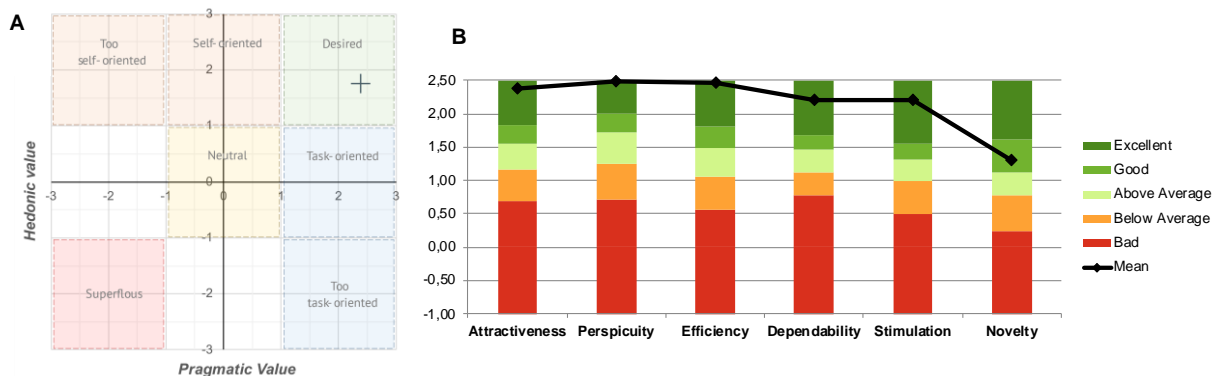 A
3
Too
self-oriented
Self-oriented
Desired
2
1
Neutral
Task-oriented
0
-3
-2
-1
0
1
2
3
-1
Superflous
-2
Too
task-oriented
-3
Hedonic value
Pragmatic Value
B
2,50
2,00
1,50
1,00
0,50
0,00
-0,50
-1,00
Attractiveness
Perspicuity
Efficiency
Dependability
Stimulation
Novelty
Excellent
Good
Above Average
Below Average
Bad
Mean